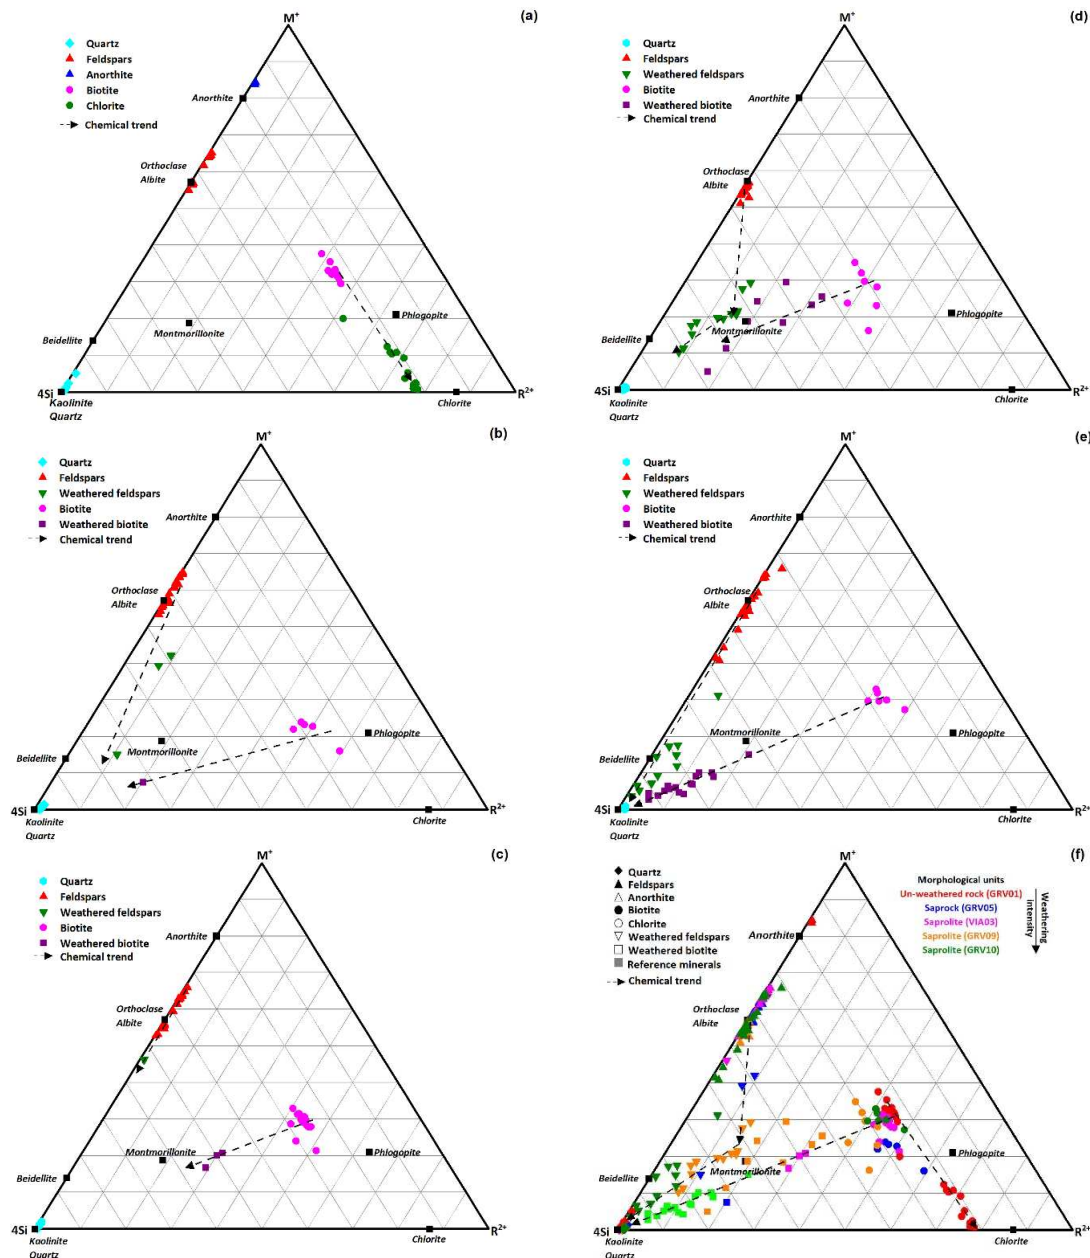 (a)
M⁺
Quartz
Feldspars
Anorthite
Biotite
Chlorite
Chemical trend
Anorthite
Orthoclase
Albite
Phlogopite
Montmorillonite
Beidellite
4Si
R²⁺
Kaolinite
Chlorite
Quartz
(d)
M⁺
Quartz
Feldspars
Weathered feldspars
Biotite
Weathered biotite
Chemical trend
Anorthite
Orthoclase
Albite
Phlogopite
Montmorillonite
Beidellite
4Si
R²⁺
Kaolinite
Chlorite
Quartz
(b)
M⁺
Quartz
Feldspars
Weathered feldspars
Biotite
Weathered biotite
Chemical trend
Anorthite
Orthoclase
Albite
Phlogopite
Montmorillonite
Beidellite
4Si
R²⁺
Kaolinite
Chlorite
Quartz
(e)
M⁺
Quartz
Feldspars
Weathered feldspars
Biotite
Weathered biotite
Chemical trend
Anorthite
Orthoclase
Albite
Phlogopite
Montmorillonite
Beidellite
4Si
R²⁺
Kaolinite
Chlorite
Quartz
(c)
M⁺
Quartz
Feldspars
Weathered feldspars
Biotite
Weathered biotite
Chemical trend
Anorthite
Orthoclase
Albite
Phlogopite
Montmorillonite
Beidellite
4Si
R²⁺
Kaolinite
Chlorite
Quartz
(f)
M⁺
Quartz
Feldspars
Anorthite
Biotite
Chlorite
Weathered feldspars
Weathered biotite
Reference minerals
Chemical trend
Morphological units
Un-weathered rock (GRV01)
Saprock (GRV05)
Saprolite (VIA03)
Saprolite (GRV09)
Saprolite (GRV10)
Weathering
intensity
Anorthite
Orthoclase
Albite
Phlogopite
Montmorillonite
Beidellite
4Si
R²⁺
Kaolinite
Chlorite
Quartz